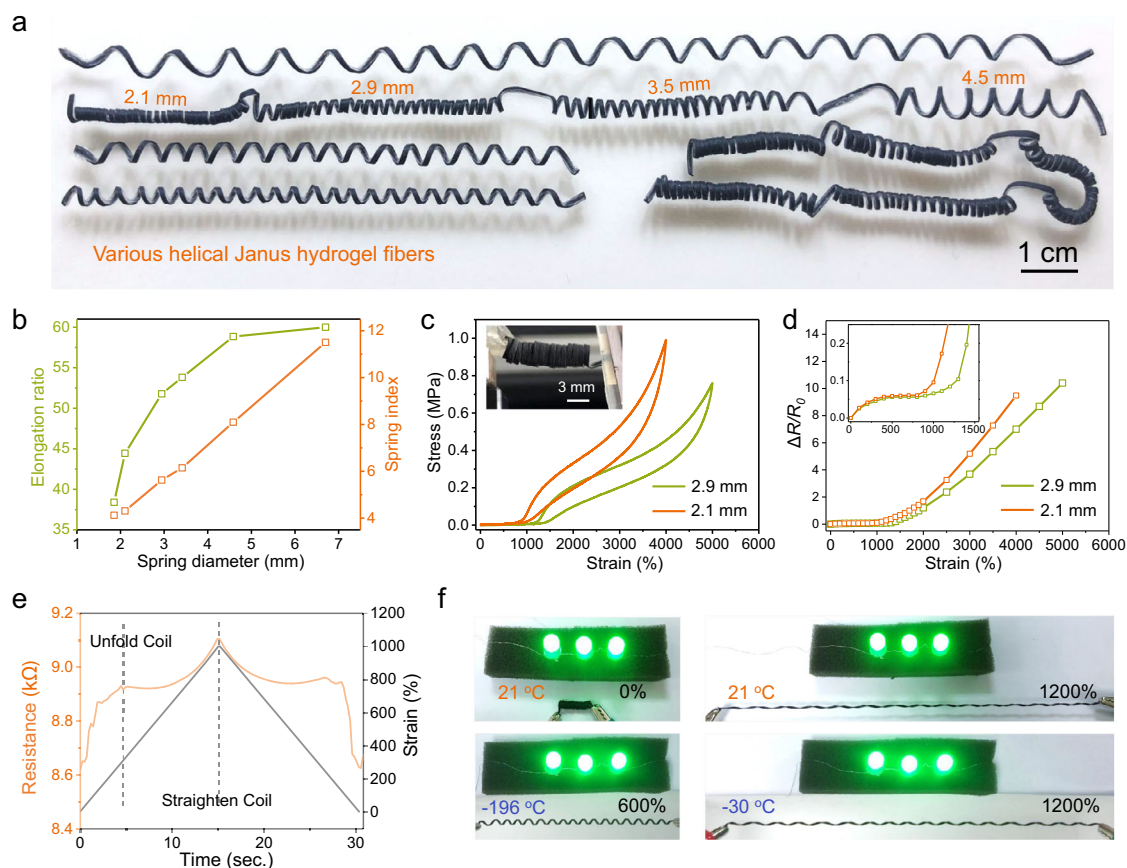 a
2.1 mm
2.9 mm
3.5 mm
4.5 mm
Various helical Janus hydrogel fibers
1 cm
b
Elongation ratio
60
55
50
45
40
35
12
10
8
6
4
Spring index
1 2 3 4 5 6 7
Spring diameter (mm)
c
Stress (MPa)
1.0
0.8
0.6
0.4
0.2
0.0
3 mm
2.9 mm
2.1 mm
0 1000 2000 3000 4000 5000 6000
Strain (%)
d
ΔR/R0
14
12
10
8
6
4
2
0
0.2
0.1
0.0
0 500 1000 1500
2.9 mm
2.1 mm
0 1000 2000 3000 4000 5000 6000
Strain (%)
e
Resistance (kΩ)
9.2
9.0
8.8
8.6
8.4
Unfold Coil
Straighten Coil
1200
1000
800
600
400
200
0
Strain (%)
0 10 20 30
Time (sec.)
f
21 oC
0%
21 oC
1200%
-196 oC
600%
-30 oC
1200%